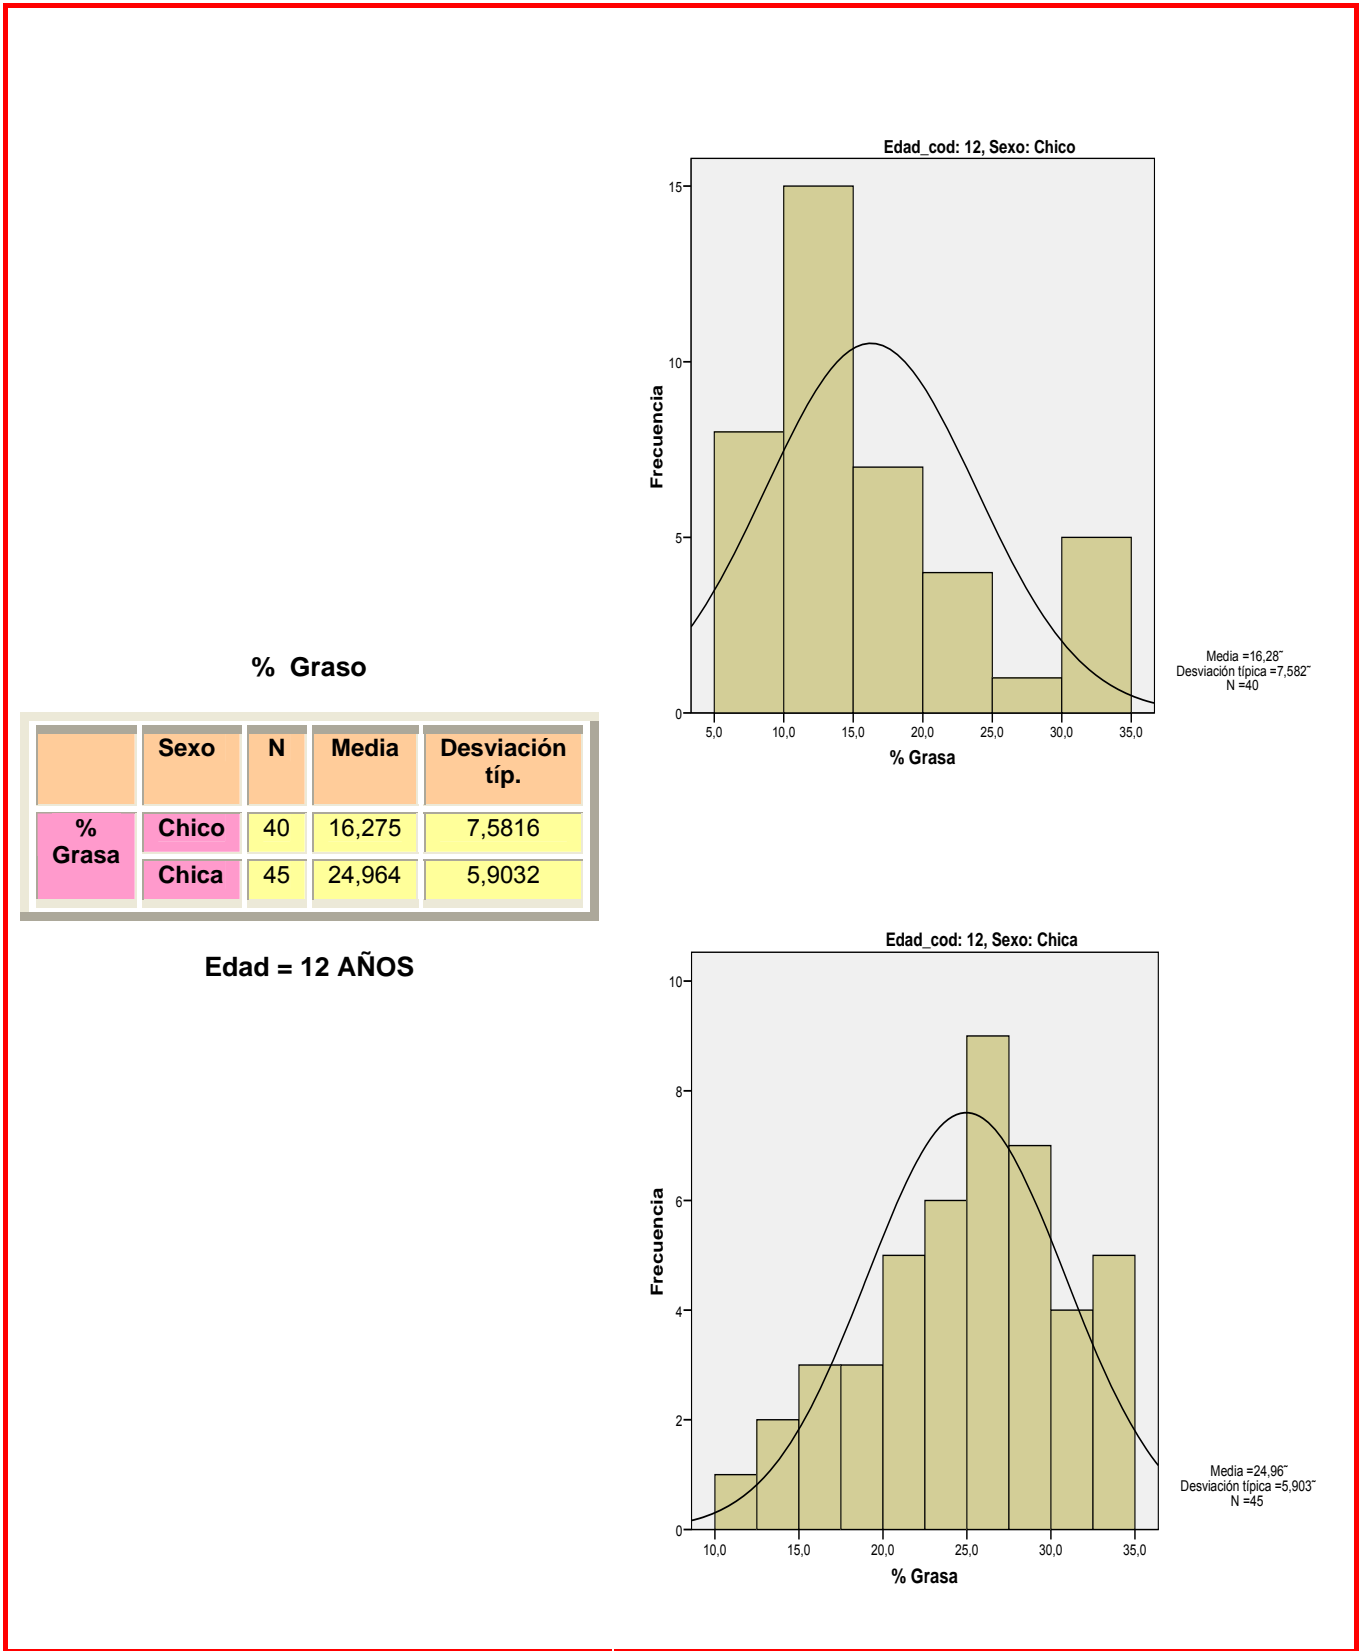 % Graso
Sexo N Media Desviación típ.
% Grasa Chico 40 16,275 7,5816
Chica 45 24,964 5,9032
Edad = 12 AÑOS
Edad_cod: 12, Sexo: Chico
15
10
5
0
Frecuencia
5,0 10,0 15,0 20,0 25,0 30,0 35,0
% Grasa
Media =16,28˜
Desviación típica =7,582˜
N =40
Edad_cod: 12, Sexo: Chica
10
8
6
4
2
0
Frecuencia
10,0 15,0 20,0 25,0 30,0 35,0
% Grasa
Media =24,96˜
Desviación típica =5,903˜
N =45